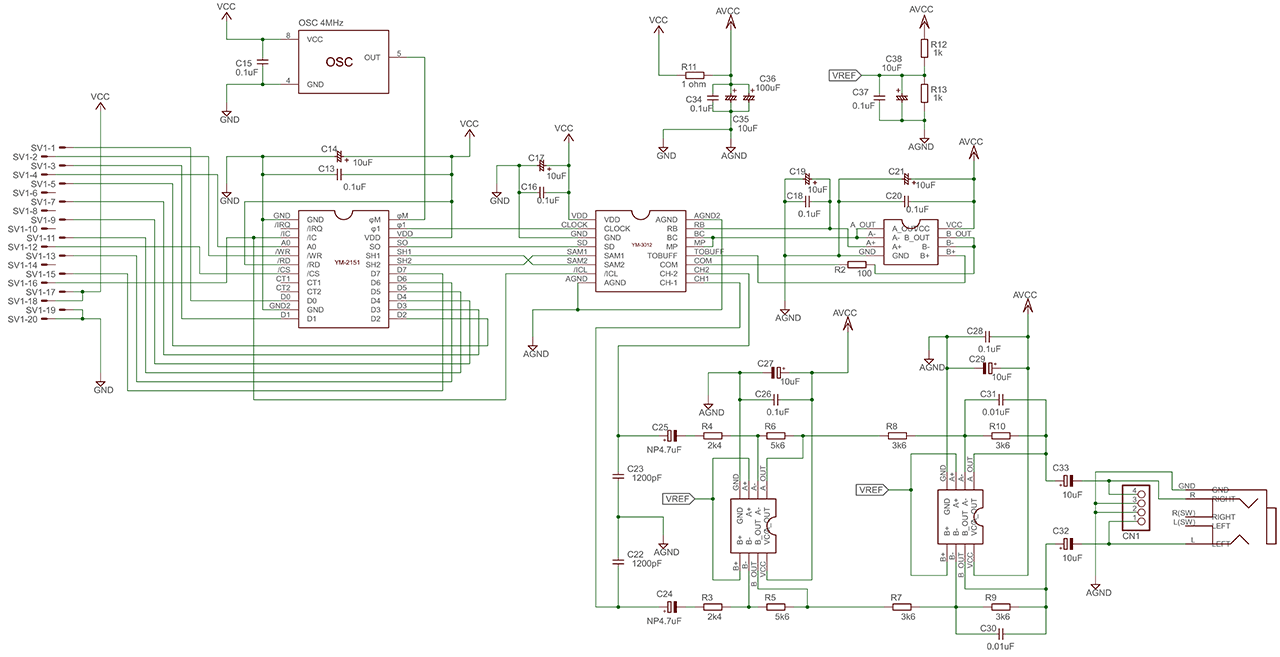 VCC
OSC 4MHz
8
VCC
OSC
OUT
5
C15
0.1uF
4
GND
GND
VCC
AVCC
R11
1 ohm
C34
0.1uF
C36
100uF
C35
10uF
GND
AGND
AVCC
R12
1k
VREF
C38
10uF
C37
0.1uF
R13
1k
AGND
VCC
SV1-1
SV1-2
SV1-3
SV1-4
SV1-5
SV1-6
SV1-7
SV1-8
SV1-9
SV1-10
SV1-11
SV1-12
SV1-13
SV1-14
SV1-15
SV1-16
SV1-17
SV1-18
SV1-19
SV1-20
GND
VCC
C14
10uF
C13
0.1uF
GND
GND
/IRQ
/IC
A0
/WR
/RD
/CS
CT1
CT2
D0
GND2
D1
GND
/IRQ
/IC
A0
/WR
/RD
/CS
CT1
CT2
D0
GND
D1
YM-2151
φM
φ1
VDD
SO
SH1
SH2
D7
D6
D5
D4
D3
D2
φM
φ1
VDD
SO
SH1
SH2
D7
D6
D5
D4
D3
D2
VCC
C17
10uF
C16
0.1uF
GND
VDD
CLOCK
GND
SD
SAM1
SAM2
/ICL
AGND
VDD
CLOCK
GND
SD
SAM1
SAM2
/ICL
AGND
YM-3012
AGND
RB
BC
MP
TOBUFF
COM
CH-2
CH-1
AGND2
RB
BC
MP
TOBUFF
COM
CH2
CH1
AGND
AVCC
C19
10uF
C18
0.1uF
C21
10uF
C20
0.1uF
A_OUT
A-
A+
GND
A_OUT
VCC
A-
B_OUT
A+
B-
GND
B+
VCC
B_OUT
B-
B+
R2
100
AGND
AVCC
C27
10uF
C26
0.1uF
AGND
C25
NP4.7uF
R4
2k4
R6
5k6
C23
1200pF
VREF
AGND
C22
1200pF
C24
NP4.7uF
R3
2k4
R5
5k6
GND
A+
A-
A_OUT
GND
A+
A-
A_OUT
B+
B-
B_OUT
VCC
B+
B-
B_OUT
VCC
AVCC
C28
0.1uF
AGND
C29
10uF
C31
0.01uF
R8
3k6
R10
3k6
VREF
GND
A+
A-
A_OUT
GND
A+
A-
B+
B-
B_OUT
B+
B-
B_OUT
VCC
R7
3k6
R9
3k6
C30
0.01uF
C33
10uF
C32
10uF
4
3
2
1
CN1
AGND
GND
R
R(SW)
L(SW)
L
GND
RIGHT
RIGHT
LEFT
LEFT